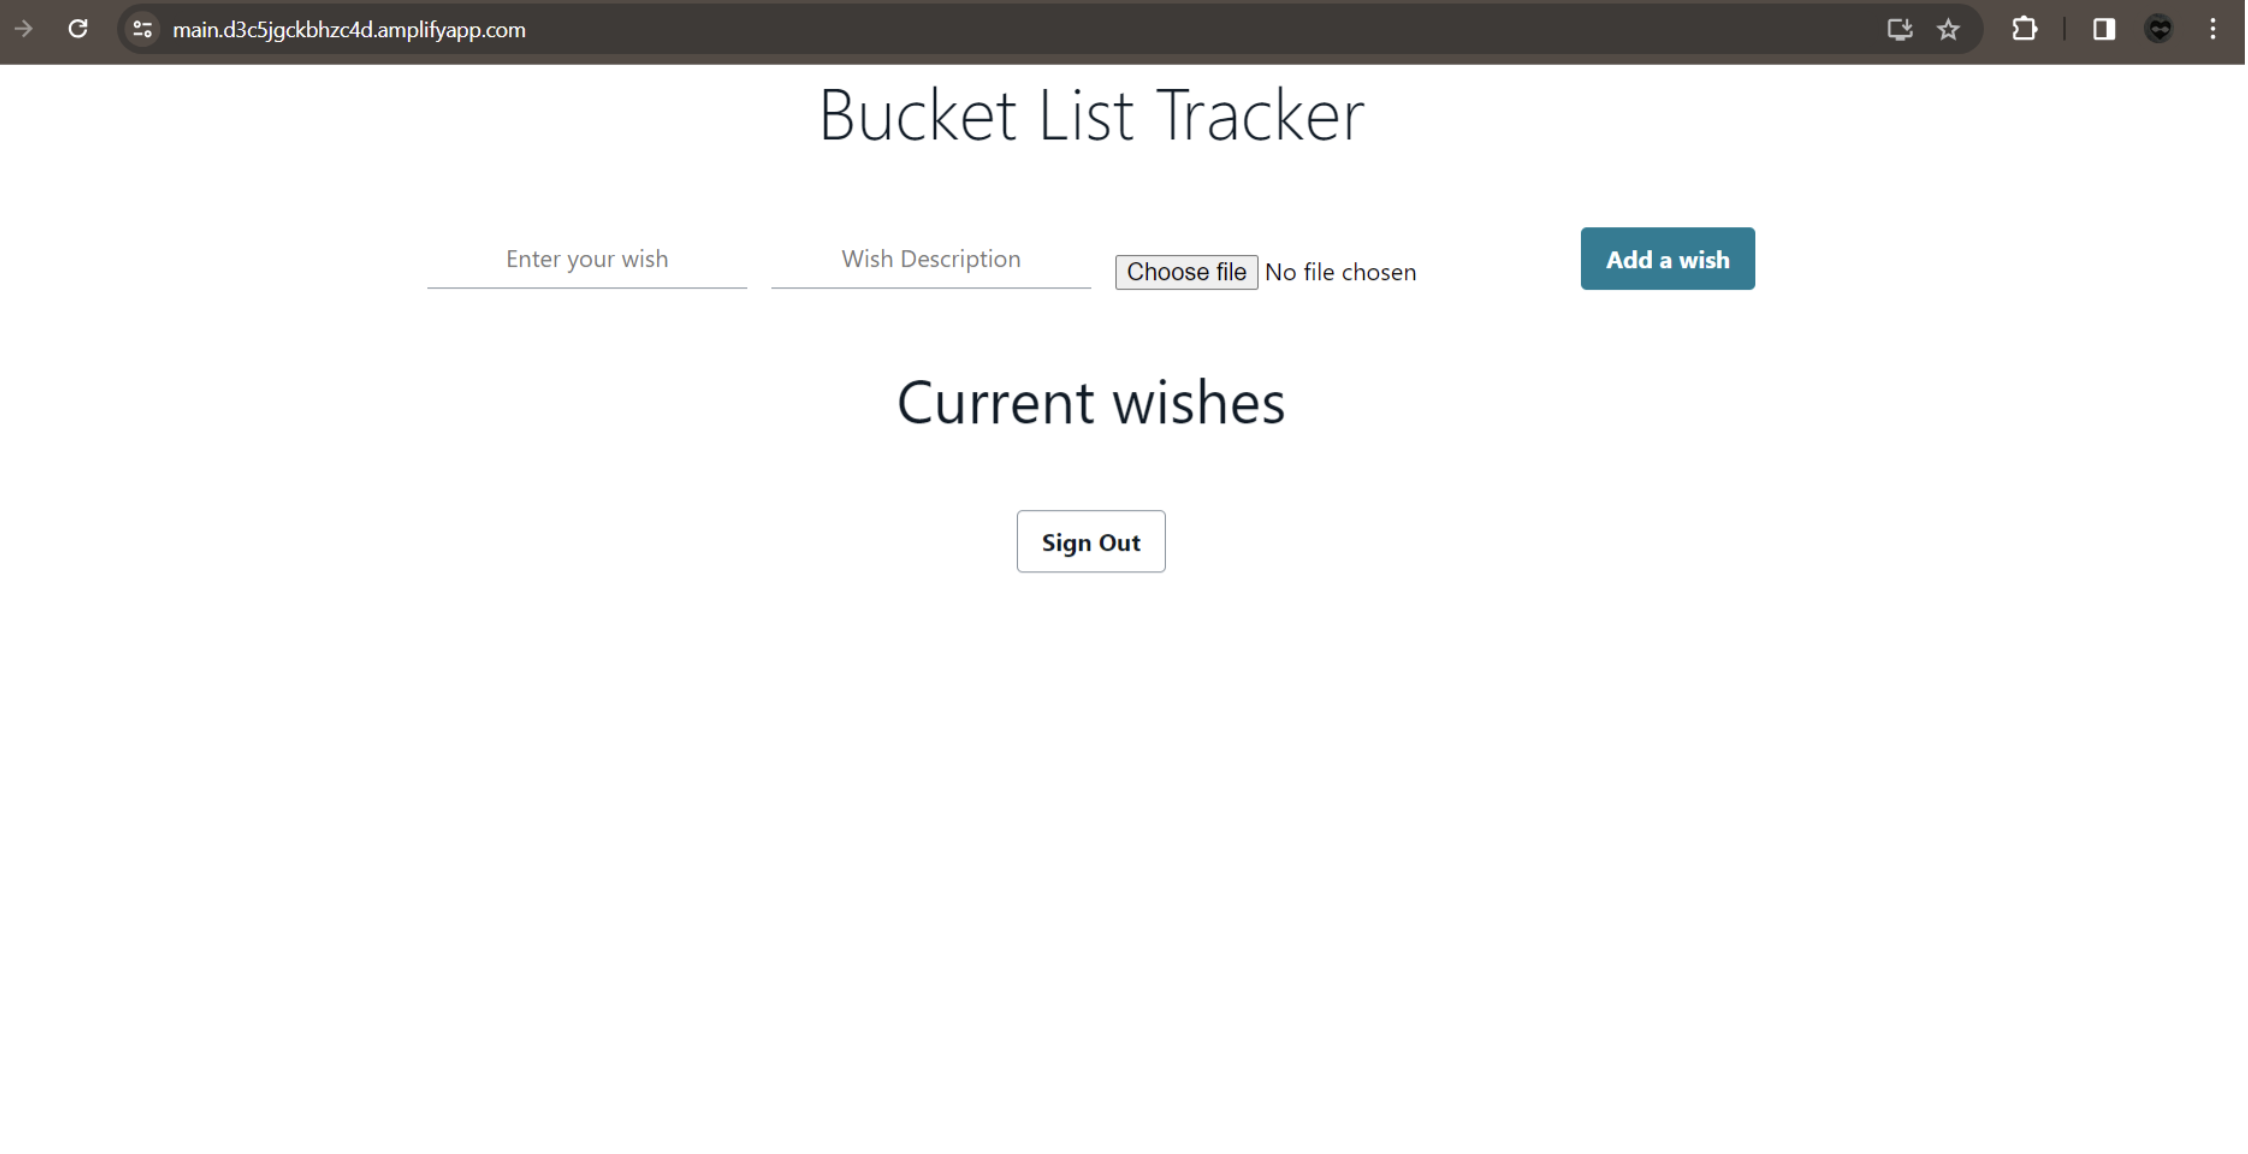 main.d3c5jgckbhzc4d.amplifyapp.com
Bucket List Tracker
Enter your wish Wish Description Choose file No file chosen Add a wish
Current wishes
Sign Out